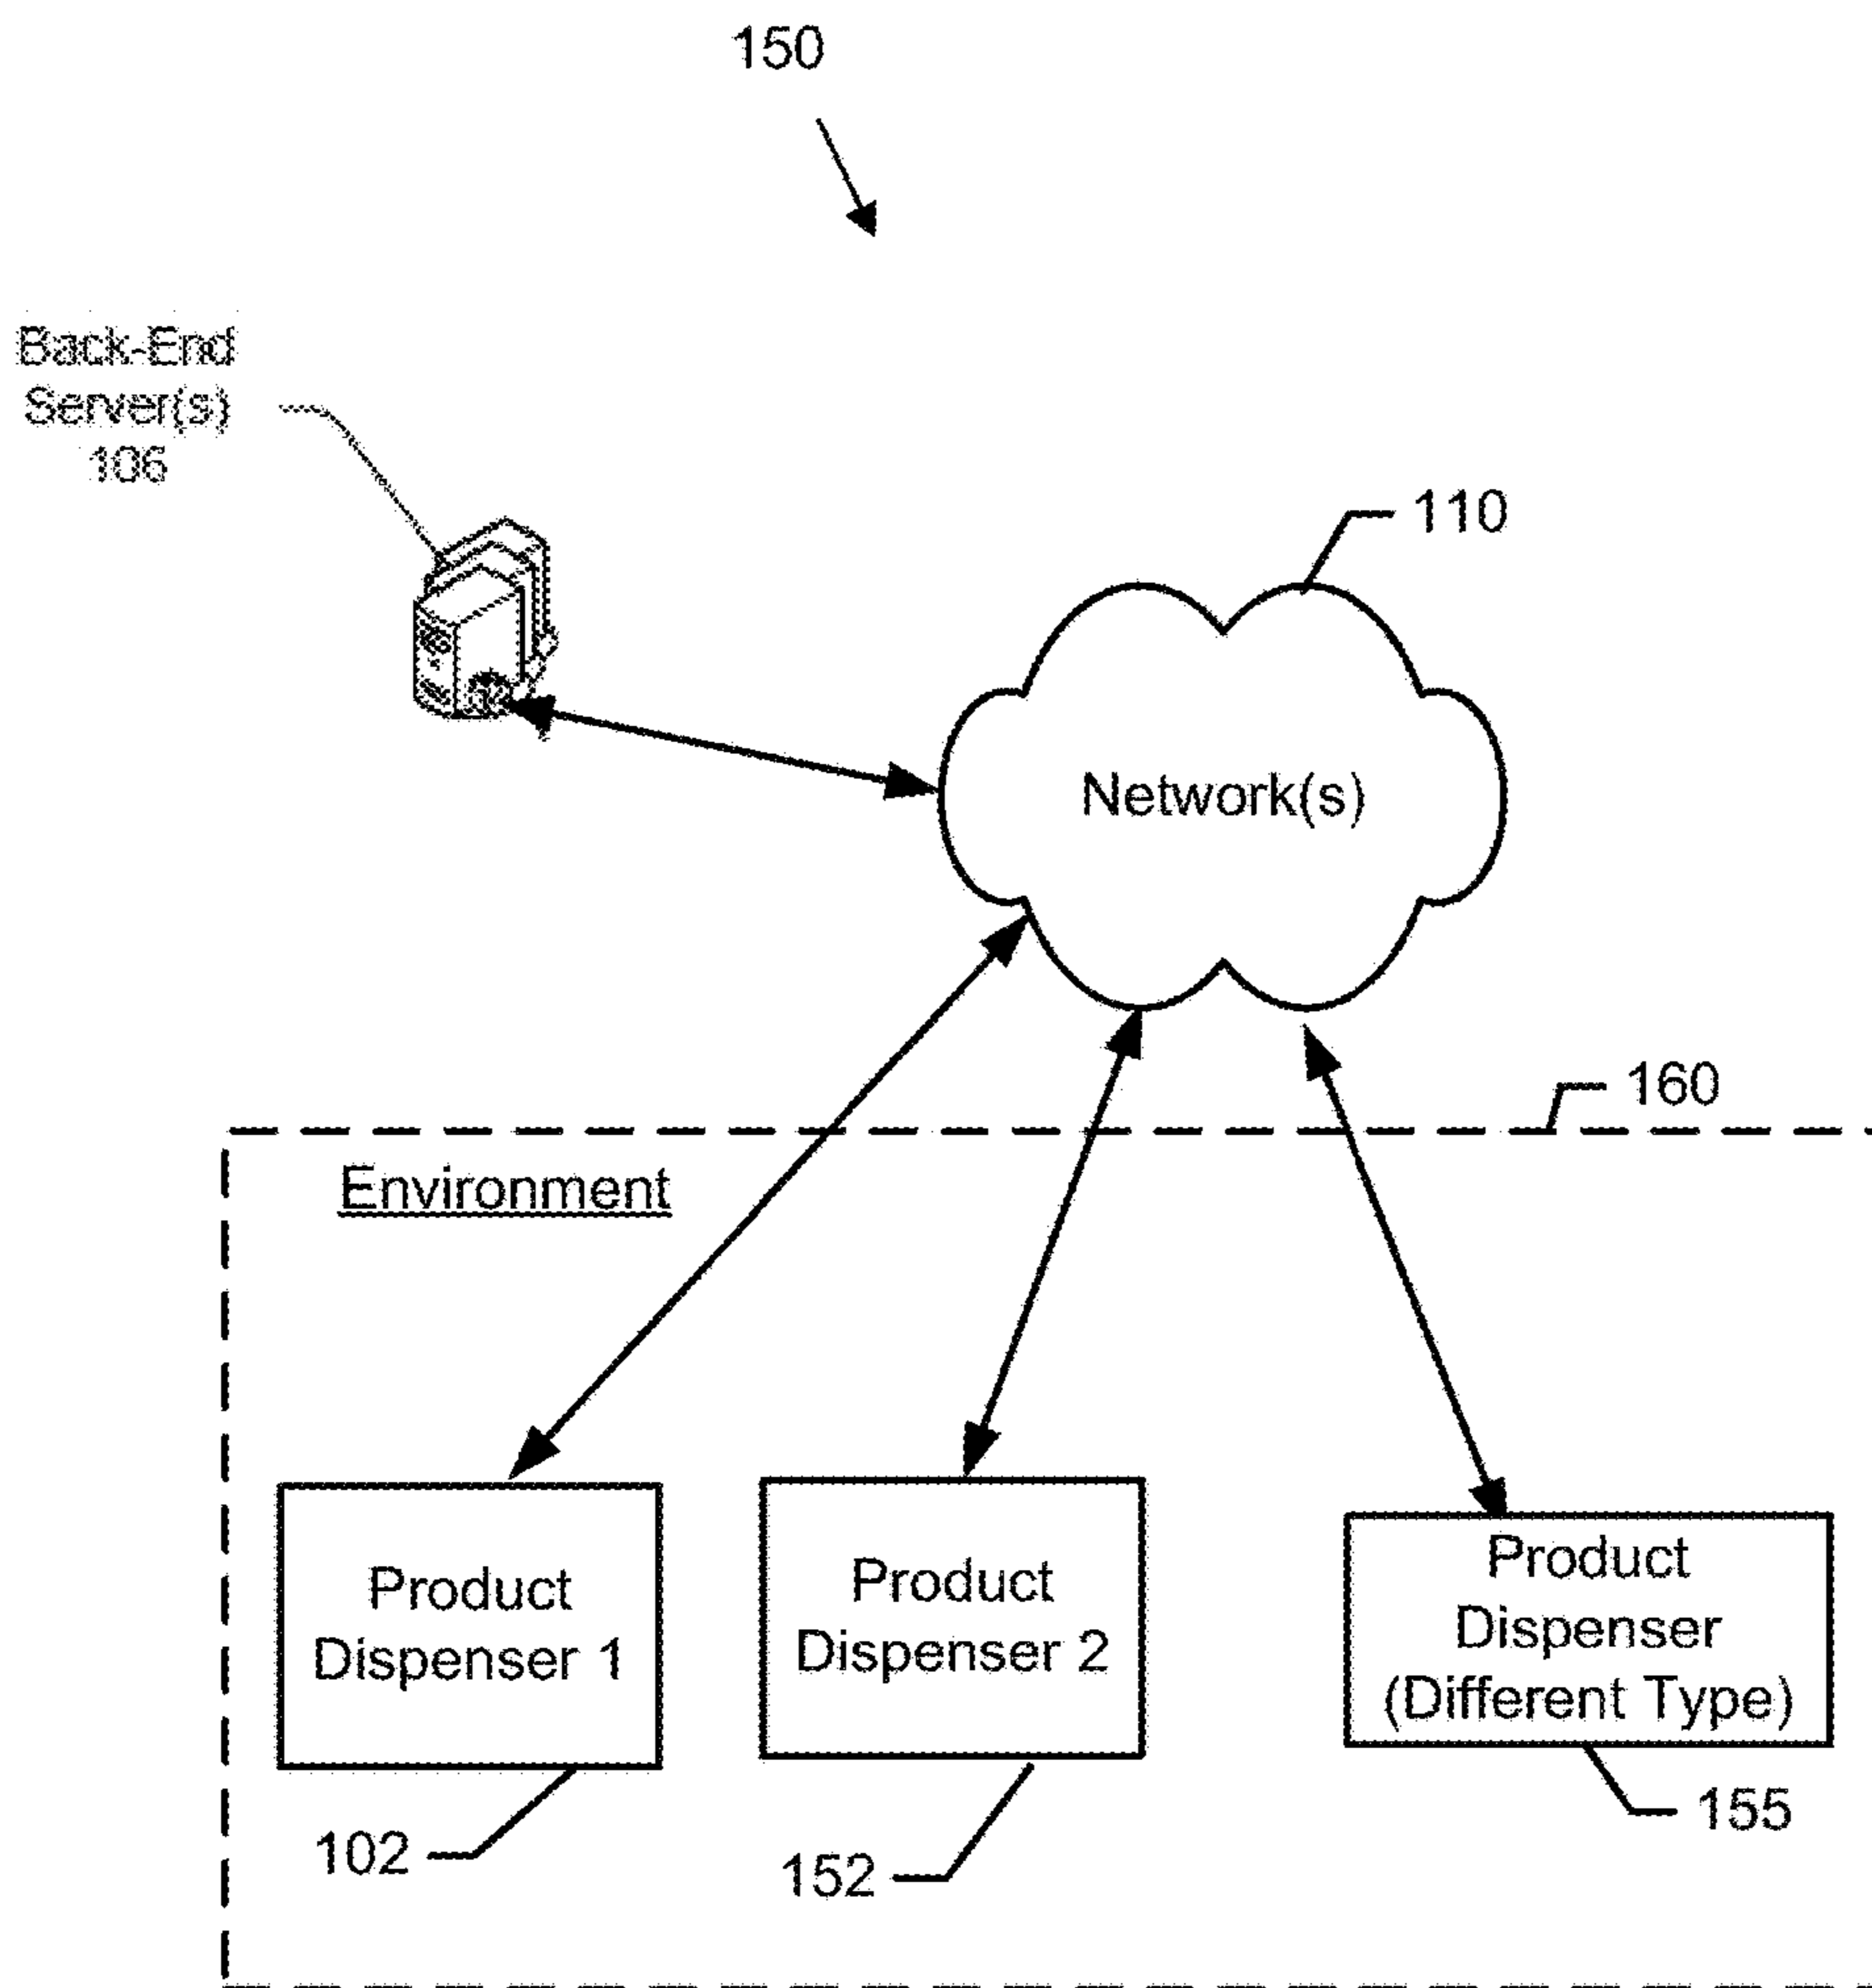 150
Back-End
Server(s)
106
110
Network(s)
160
Environment
Product
Dispenser 1
Product
Dispenser 2
Product
Dispenser
(Different Type)
102
152
155